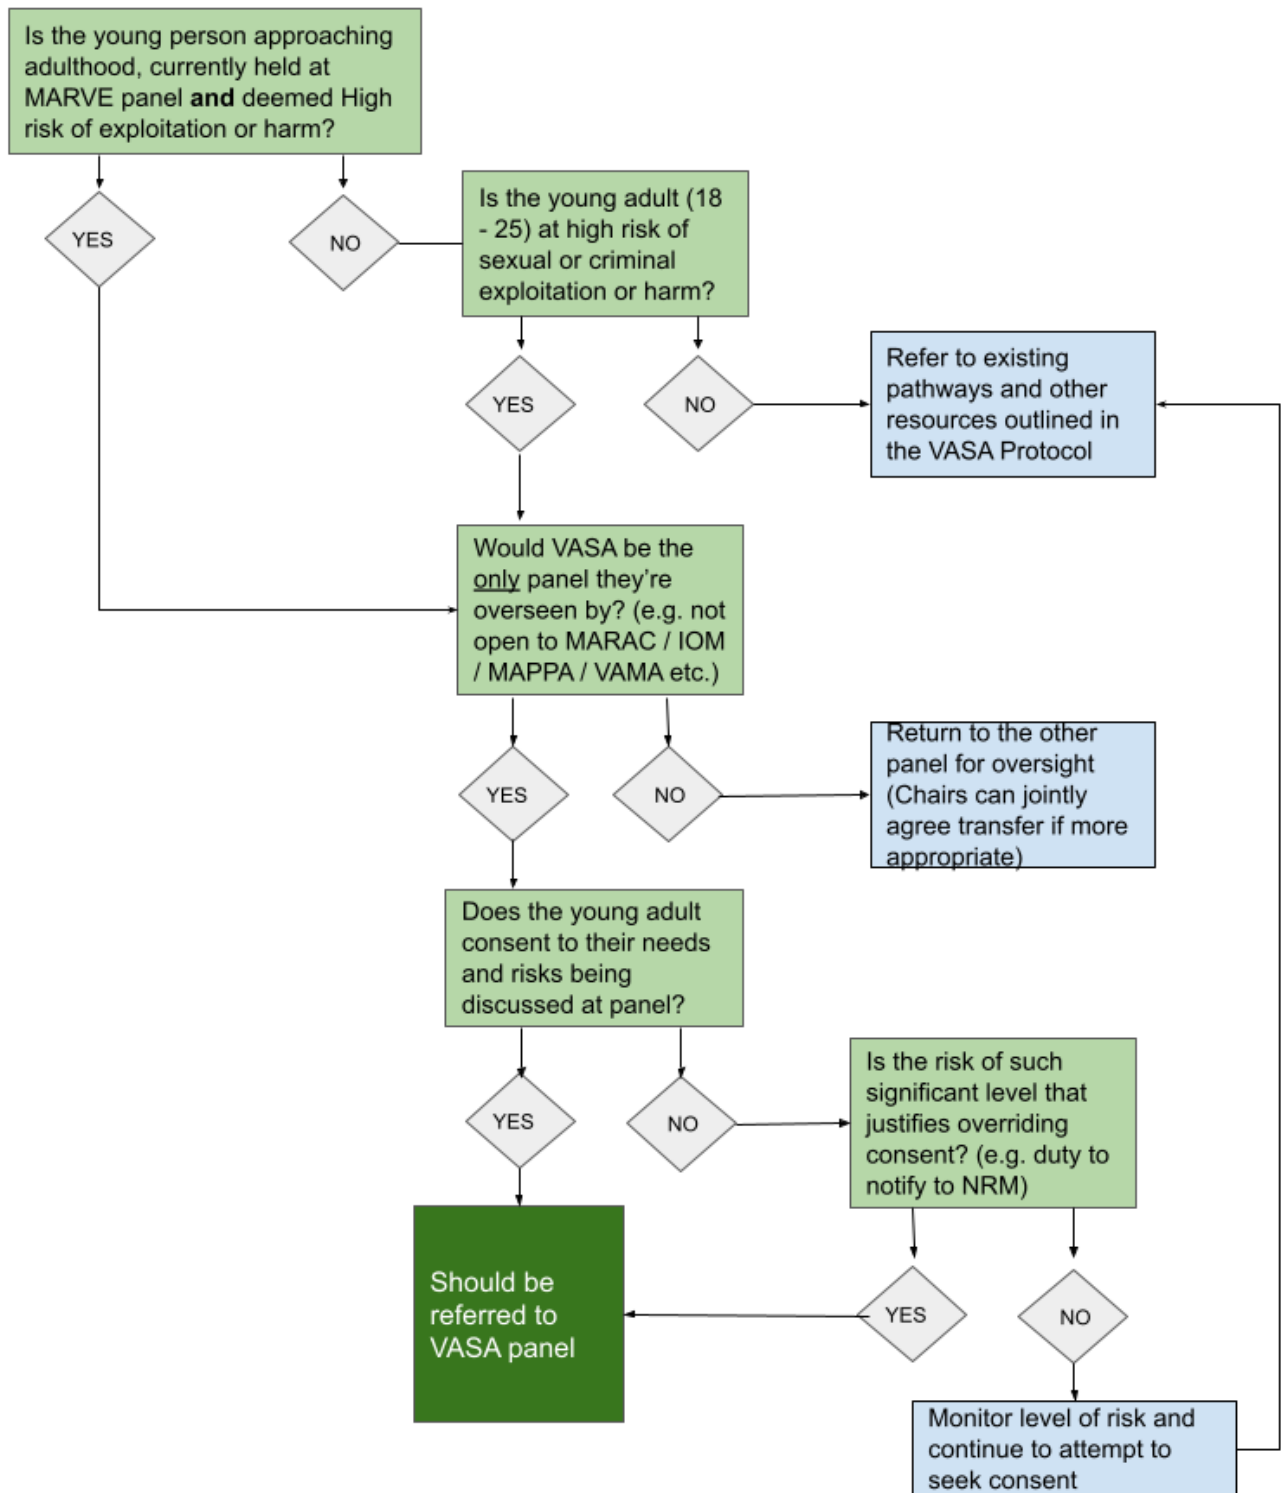 Is the young person approaching
adulthood, currently held at
MARVE panel and deemed High
risk of exploitation or harm?
YES
NO
Is the young adult (18
- 25) at high risk of
sexual or criminal
exploitation or harm?
YES
NO
Refer to existing
pathways and other
resources outlined in
the VASA Protocol
Would VASA be the
only panel they're
overseen by? (e.g. not
open to MARAC / IOM
/ MAPPA / VAMA etc.)
YES
NO
Return to the other
panel for oversight
(Chairs can jointly
agree transfer if more
appropriate)
Does the young adult
consent to their needs
and risks being
discussed at panel?
YES
NO
Is the risk of such
significant level that
justifies overriding
consent? (e.g. duty to
notify to NRM)
Should be
referred to
VASA panel
YES
NO
Monitor level of risk and
continue to attempt to
seek consent